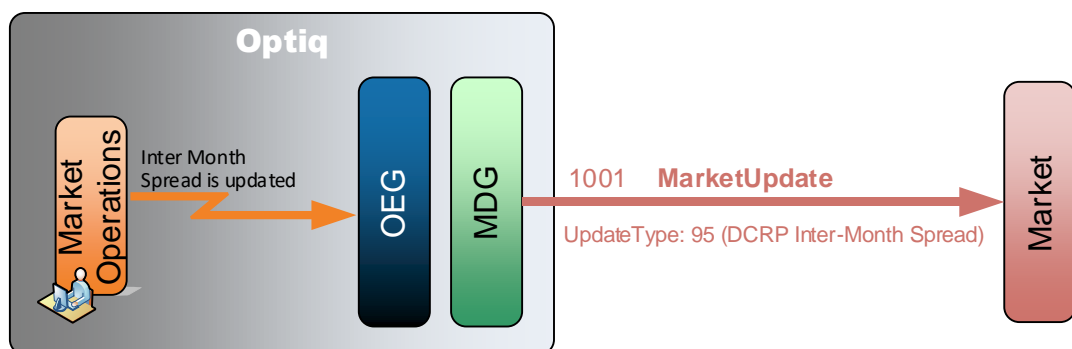 Optiq
Market
Operations
Inter Month
Spread is updated
OEG
MDG
1001 MarketUpdate
UpdateType: 95 (DCRP Inter-Month Spread)
Market